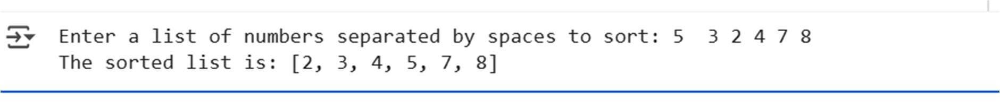 Enter a list of numbers separated by spaces to sort: 5  3 2 4 7 8
The sorted list is: [2, 3, 4, 5, 7, 8]